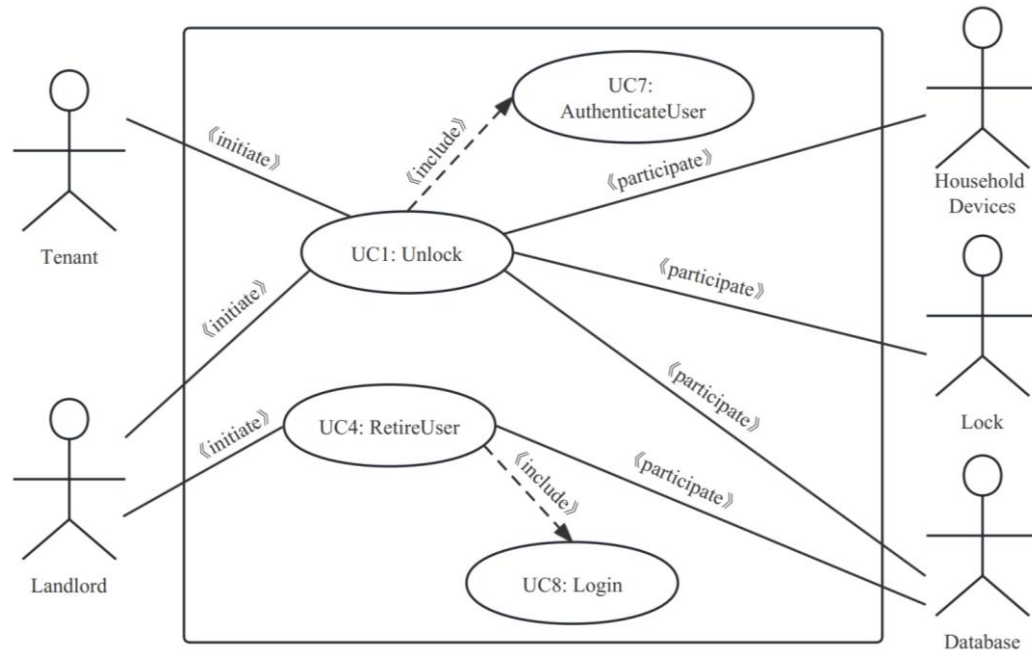 UC7:
AuthenticateUser
《initiate》
《include》
《participate》
Household
Devices
Tenant
UC1: Unlock
《participate》
《initiate》
《participate》
Lock
《initiate》
UC4: RetireUser
《include》
《participate》
Landlord
UC8: Login
Database